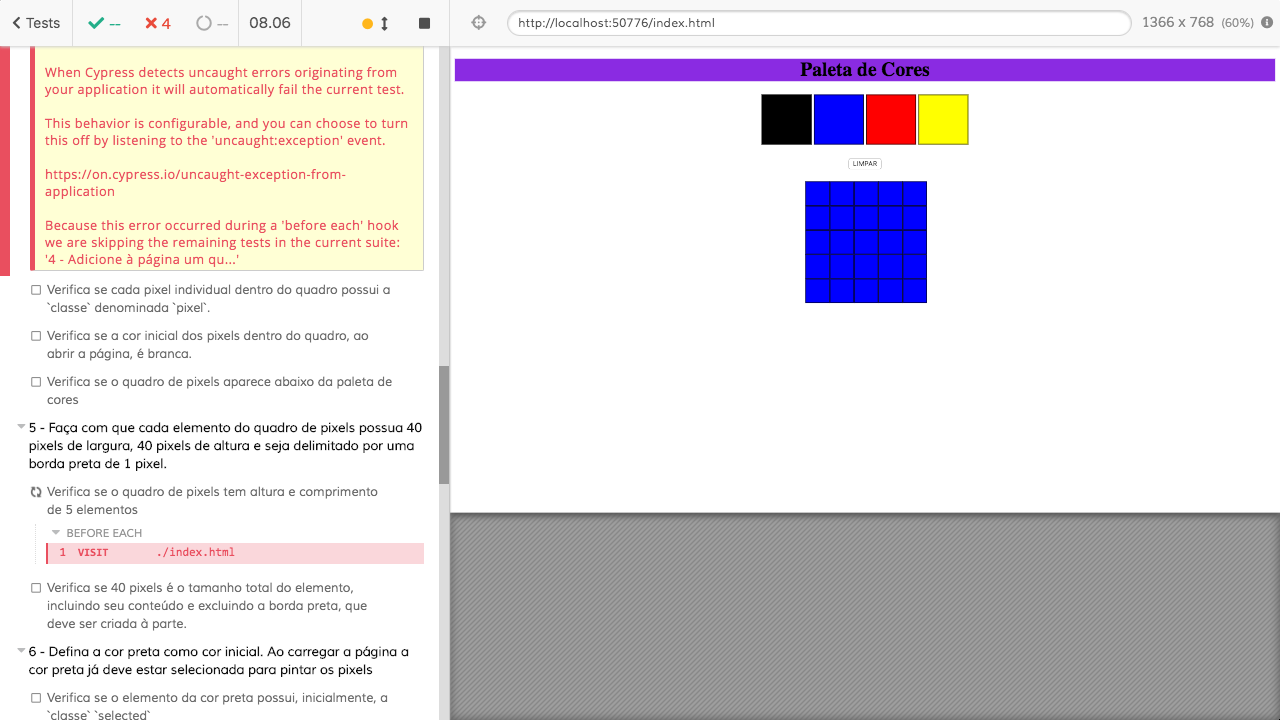 Tests
--
4
--
08.06
http://localhost:50776/index.html
1366 x 768 (60%)
When Cypress detects uncaught errors originating from
your application it will automatically fail the current test.
This behavior is configurable, and you can choose to turn
this off by listening to the 'uncaught:exception' event.
https://on.cypress.io/uncaught-exception-from-
application
Because this error occurred during a 'before each' hook
we are skipping the remaining tests in the current suite:
'4 - Adicione à página um qu...'
Verifica se cada pixel individual dentro do quadro possui a
`classe` denominada `pixel`.
Verifica se a cor inicial dos pixels dentro do quadro, ao
abrir a página, é branca.
Verifica se o quadro de pixels aparece abaixo da paleta de
cores
5 - Faça com que cada elemento do quadro de pixels possua 40
pixels de largura, 40 pixels de altura e seja delimitado por uma
borda preta de 1 pixel.
Verifica se o quadro de pixels tem altura e comprimento
de 5 elementos
BEFORE EACH
1 VISIT ./index.html
Verifica se 40 pixels é o tamanho total do elemento,
incluindo seu conteúdo e excluindo a borda preta, que
deve ser criada à parte.
6 - Defina a cor preta como cor inicial. Ao carregar a página a
cor preta já deve estar selecionada para pintar os pixels
Verifica se o elemento da cor preta possui, inicialmente, a
`classe` `selected`
Paleta de Cores
LIMPAR